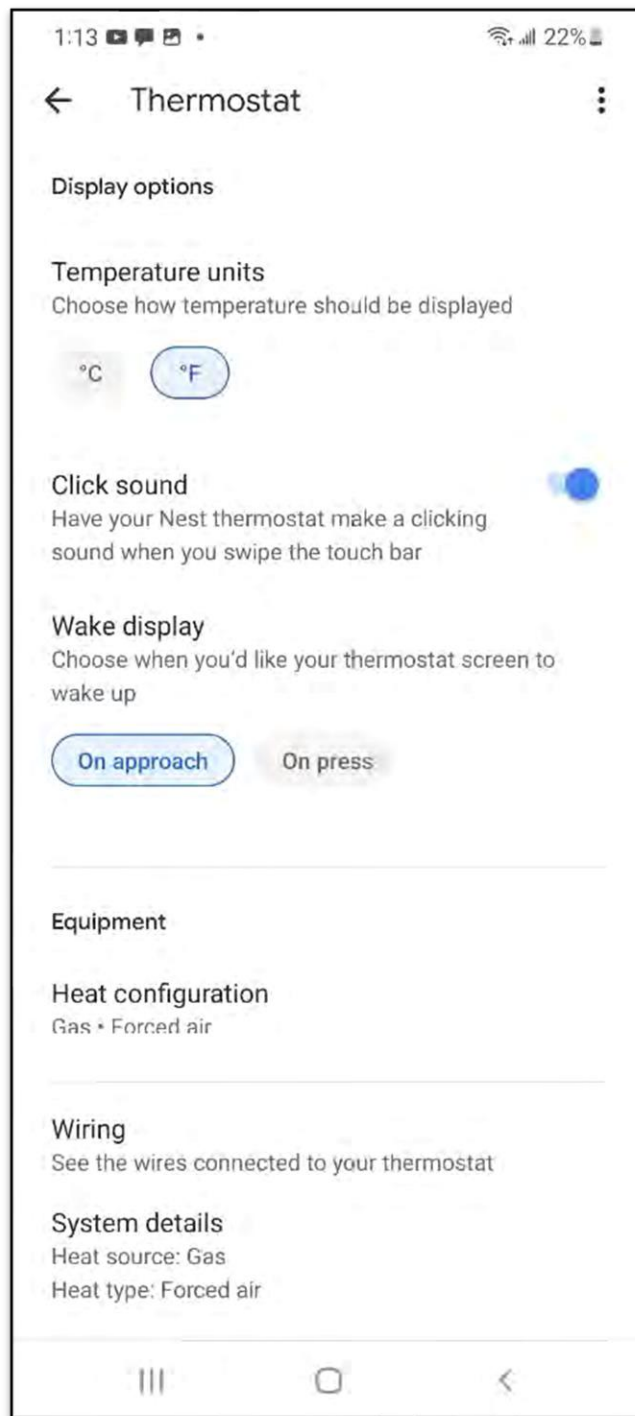 1:13
22%
Thermostat
Display options
Temperature units
Choose how temperature should be displayed
°C
°F
Click sound
Have your Nest thermostat make a clicking
sound when you swipe the touch bar
Wake display
Choose when you'd like your thermostat screen to
wake up
On approach
On press
Equipment
Heat configuration
Gas • Forced air
Wiring
See the wires connected to your thermostat
System details
Heat source: Gas
Heat type: Forced air